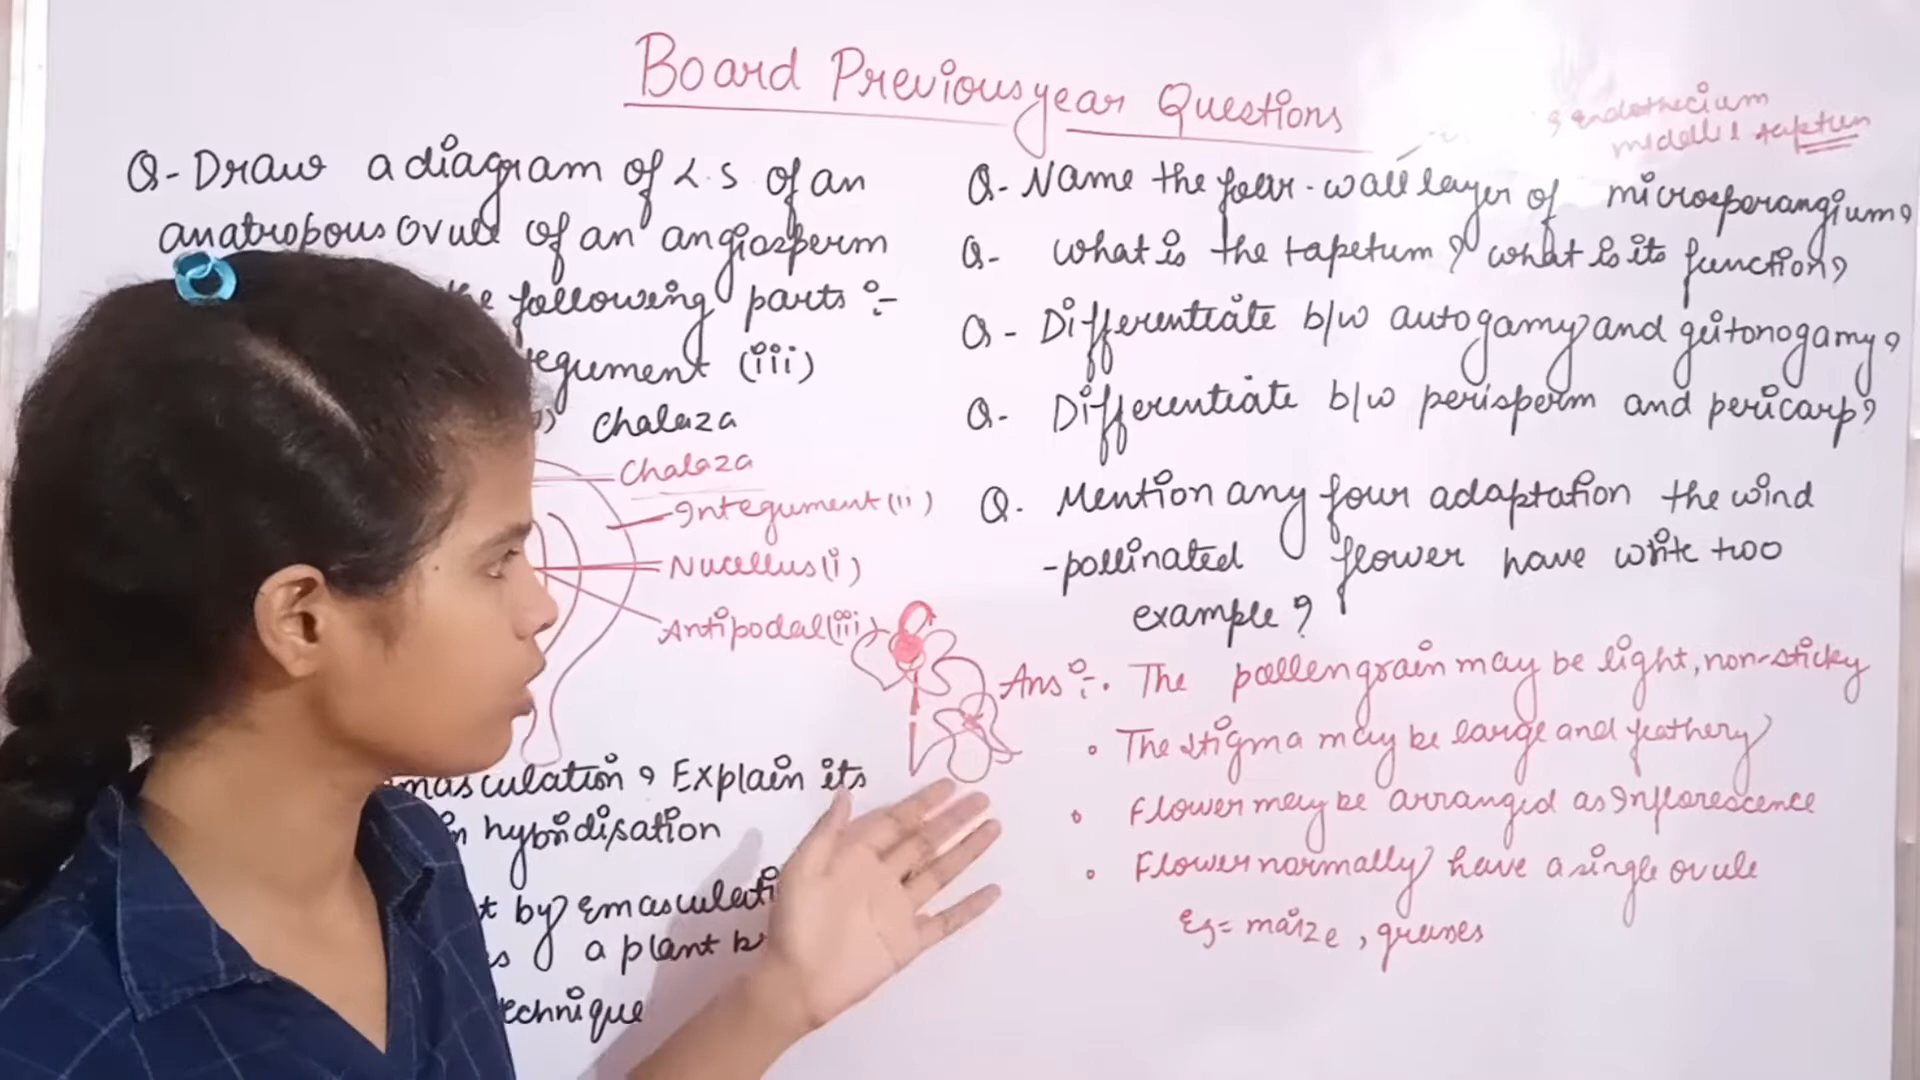 Board Previous year Questions
Q- Draw a diagram of L.S of an
anatropous ovule of an angiosperm
following parts :-
egument (iii)
Chalaza
Chalaza
Integument (ii)
Nucellus (i)
Antipodal (iii)
masculation ? Explain its
in hybridisation
t by emasculati
s of a plant b
echnique
endothecium
Q- Name the four-wall layer of microsporangium?
Q- what is the tapetum? what is its function?
Q- Differentiate b/w autogamy and geitonogamy?
Q- Differentiate b/w perisperm and pericarp?
Q. Mention any four adaptation the wind
-pollinated flower have write two
example?
Ans :- • The pollengrain may be light, non-sticky
• The stigma may be large and feathery
• Flower may be arranged as Inflorescence
• Flower normally have a single ovule
Eg= maize, grasses